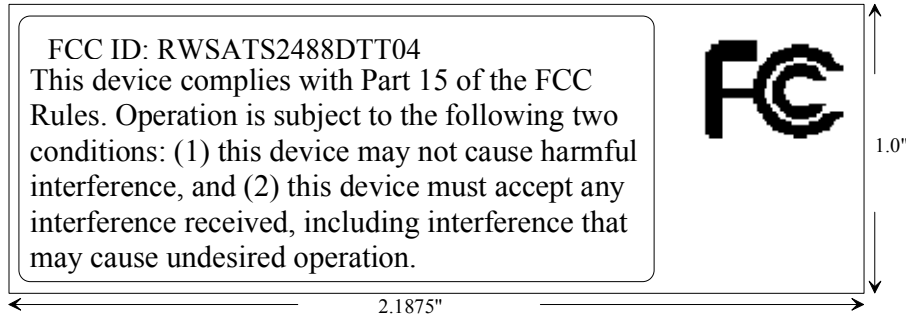 FCC ID: RWSATS2488DTT04
This device complies with Part 15 of the FCC
Rules. Operation is subject to the following two
conditions: (1) this device may not cause harmful
interference, and (2) this device must accept any
interference received, including interference that
may cause undesired operation.
FCC
1.0"
2.1875"